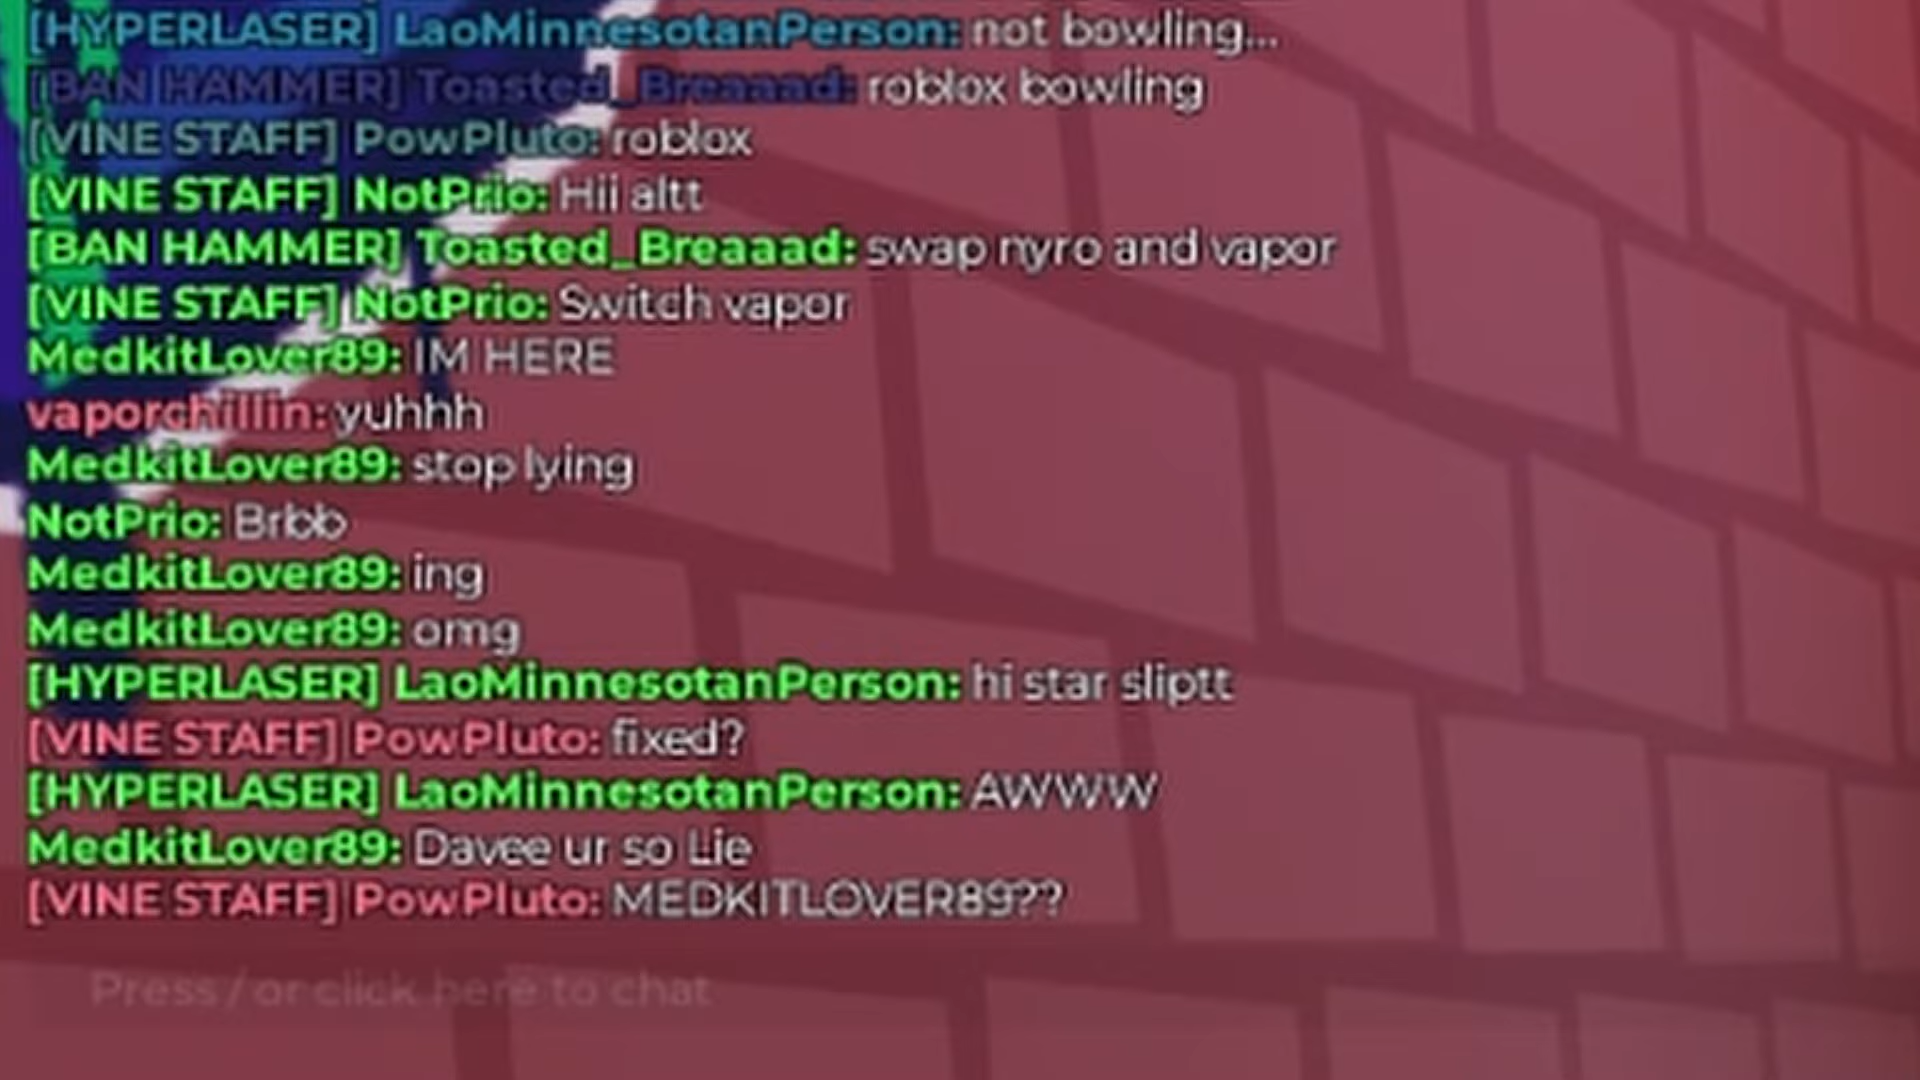 [HYPERLASER] LaoMinnesotanPerson: not bowling...
[BAN HAMMER] Toasted_Breaaad: roblox bowling
[VINE STAFF] PowPluto: roblox
[VINE STAFF] NotPrio: Hii altt
[BAN HAMMER] Toasted_Breaaad: swap nyro and vapor
[VINE STAFF] NotPrio: Switch vapor
MedkitLover89: IM HERE
vaporchillin: yuhhh
MedkitLover89: stop lying
NotPrio: Brbb
MedkitLover89: ing
MedkitLover89: omg
[HYPERLASER] LaoMinnesotanPerson: hi star sliptt
[VINE STAFF] PowPluto: fixed?
[HYPERLASER] LaoMinnesotanPerson: AWWW
MedkitLover89: Davee ur so Lie
[VINE STAFF] PowPluto: MEDKITLOVER89??
Press / or click here to chat